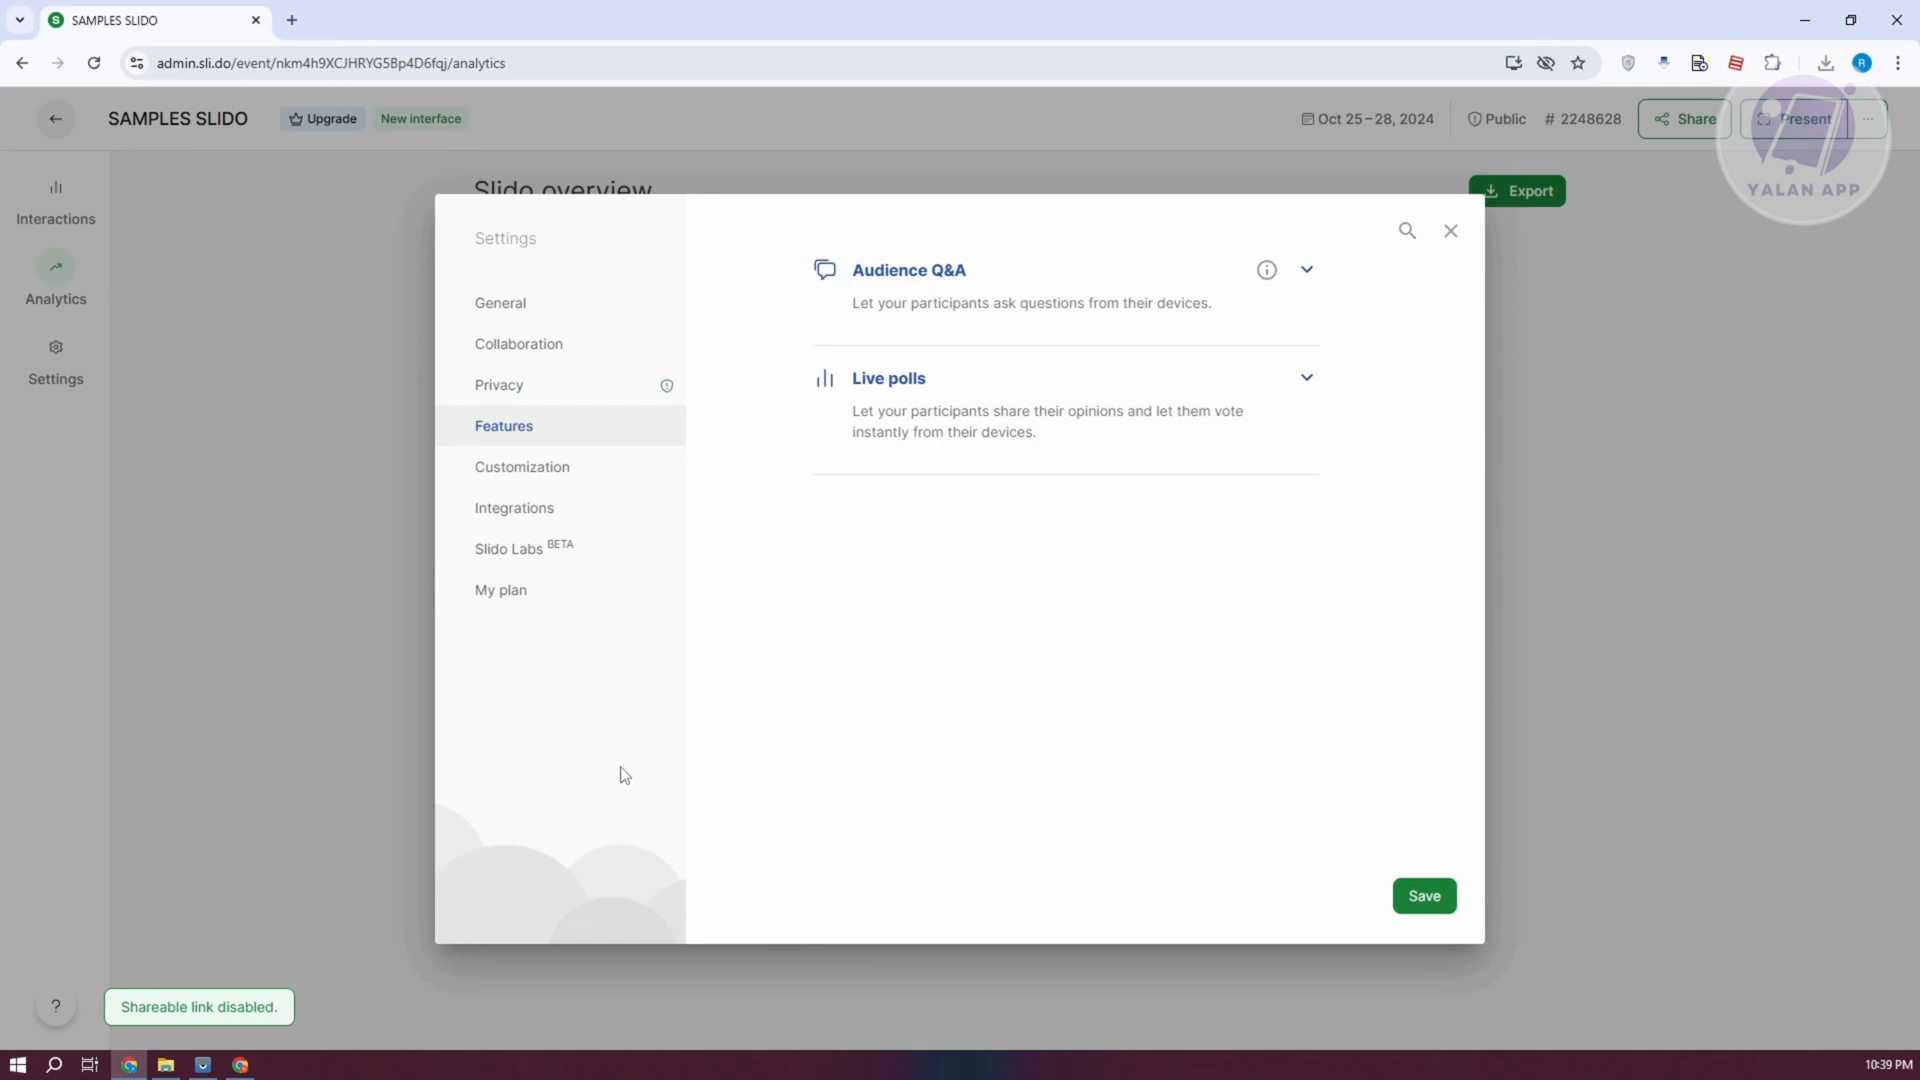 SAMPLES SLIDO
admin.sli.do/event/nkm4h9XCJHRYG5Bp4D6fqj/analytics
R
SAMPLES SLIDO
Upgrade
New interface
Oct 25 – 28, 2024
Public
# 2248628
Share
Present
YALAN APP
Interactions
Analytics
Settings
Slido overview
Export
Settings
General
Collaboration
Privacy
Features
Customization
Integrations
Slido Labs BETA
My plan
Audience Q&A
Let your participants ask questions from their devices.
Live polls
Let your participants share their opinions and let them vote
instantly from their devices.
Save
?
Shareable link disabled.
10:39 PM